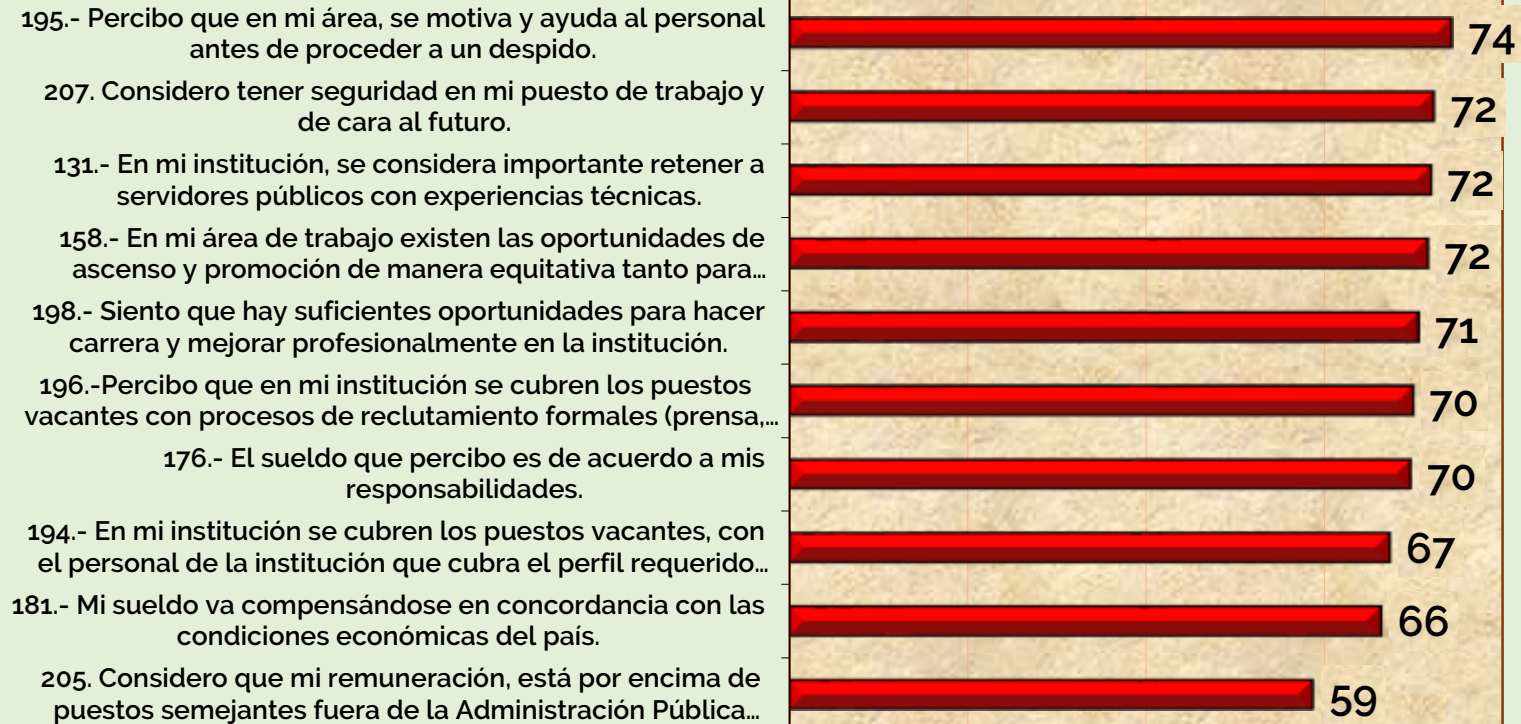 195.- Percibo que en mi área, se motiva y ayuda al personal
antes de proceder a un despido.
74
207. Considero tener seguridad en mi puesto de trabajo y
de cara al futuro.
72
131.- En mi institución, se considera importante retener a
servidores públicos con experiencias técnicas.
72
158.- En mi área de trabajo existen las oportunidades de
ascenso y promoción de manera equitativa tanto para...
72
198.- Siento que hay suficientes oportunidades para hacer
carrera y mejorar profesionalmente en la institución.
71
196.-Percibo que en mi institución se cubren los puestos
vacantes con procesos de reclutamiento formales (prensa,...
70
176.- El sueldo que percibo es de acuerdo a mis
responsabilidades.
70
194.- En mi institución se cubren los puestos vacantes, con
el personal de la institución que cubra el perfil requerido...
67
181.- Mi sueldo va compensándose en concordancia con las
condiciones económicas del país.
66
205. Considero que mi remuneración, está por encima de
puestos semejantes fuera de la Administración Pública...
59